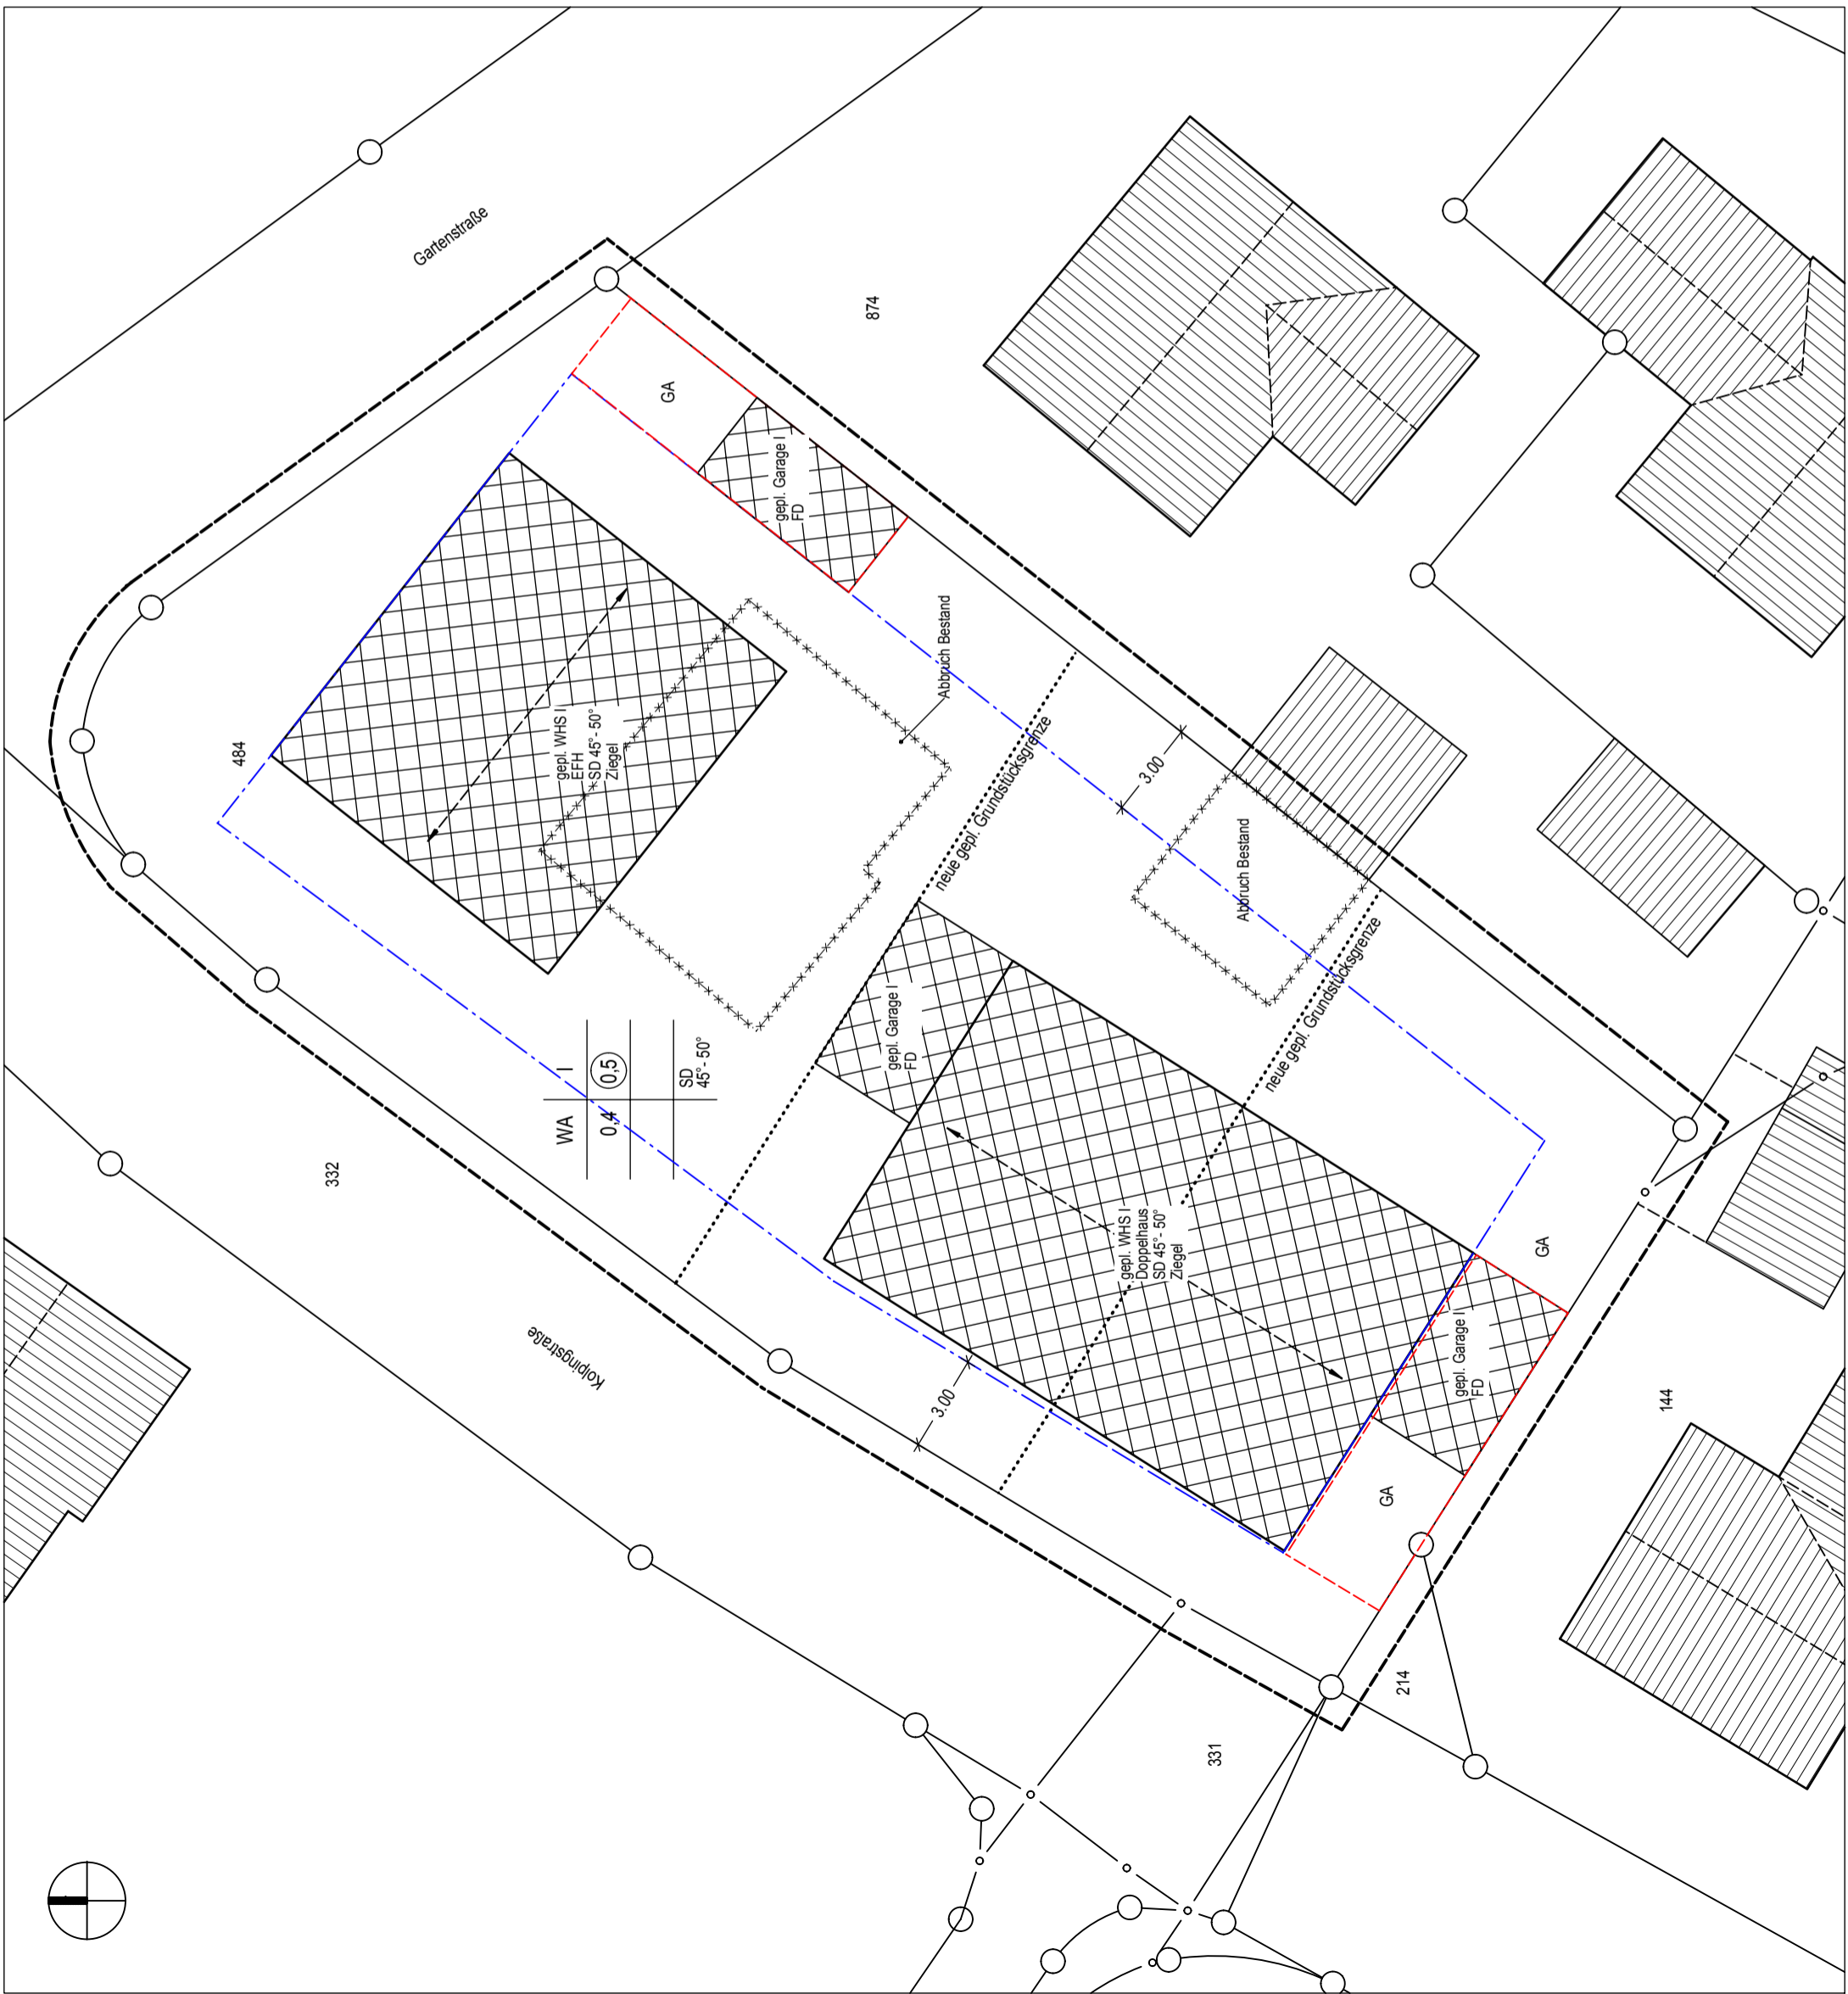 Gartenstraße
874
GA
gepl. Garage I
FD
484
gepl. WHS I
EFH
SD 45°- 50°
Ziegel
Abbruch Bestand
neue gepl. Grundstücksgrenze
3.00
Abbruch Bestand
neue gepl. Grundstücksgrenze
gepl. Garage I
FD
WA I
0,4 0,5
SD
45°- 50°
332
Kolpingstraße
gepl. WHS I
Doppelhaus
SD 45°- 50°
Ziegel
3.00
GA
gepl. Garage I
FD
GA
144
214
331